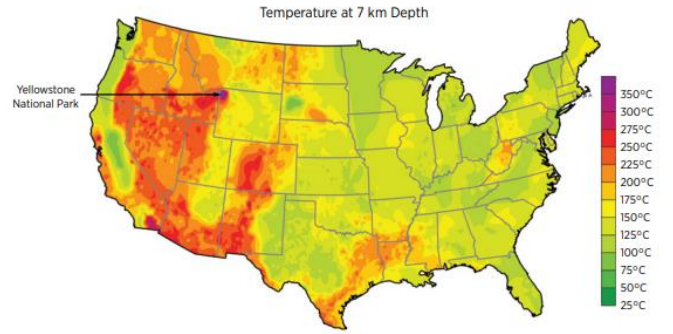 Temperature at 7 km Depth
Yellowstone
National Park
350°C
300°C
275°C
250°C
225°C
200°C
175°C
150°C
125°C
100°C
75°C
50°C
25°C